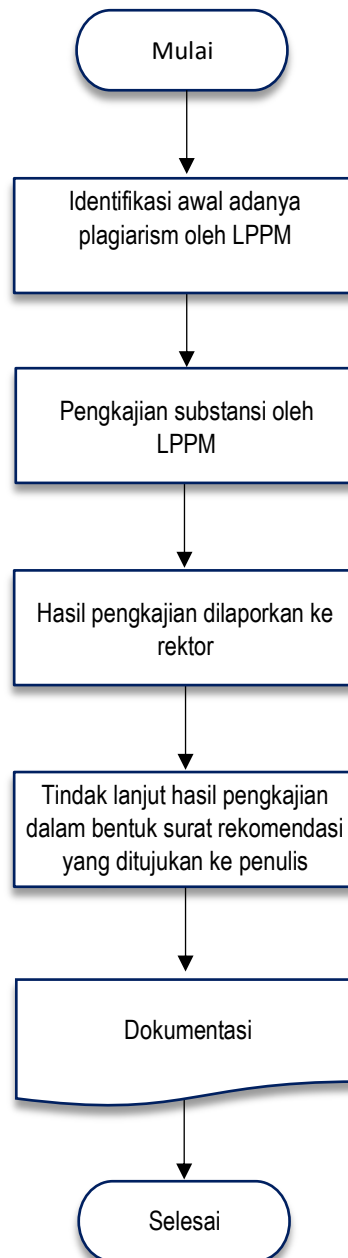 Mulai
Identifikasi awal adanya
plagiarism oleh LPPM
Pengkajian substansi oleh
LPPM
Hasil pengkajian dilaporkan ke
rektor
Tindak lanjut hasil pengkajian
dalam bentuk surat rekomendasi
yang ditujukan ke penulis
Dokumentasi
Selesai